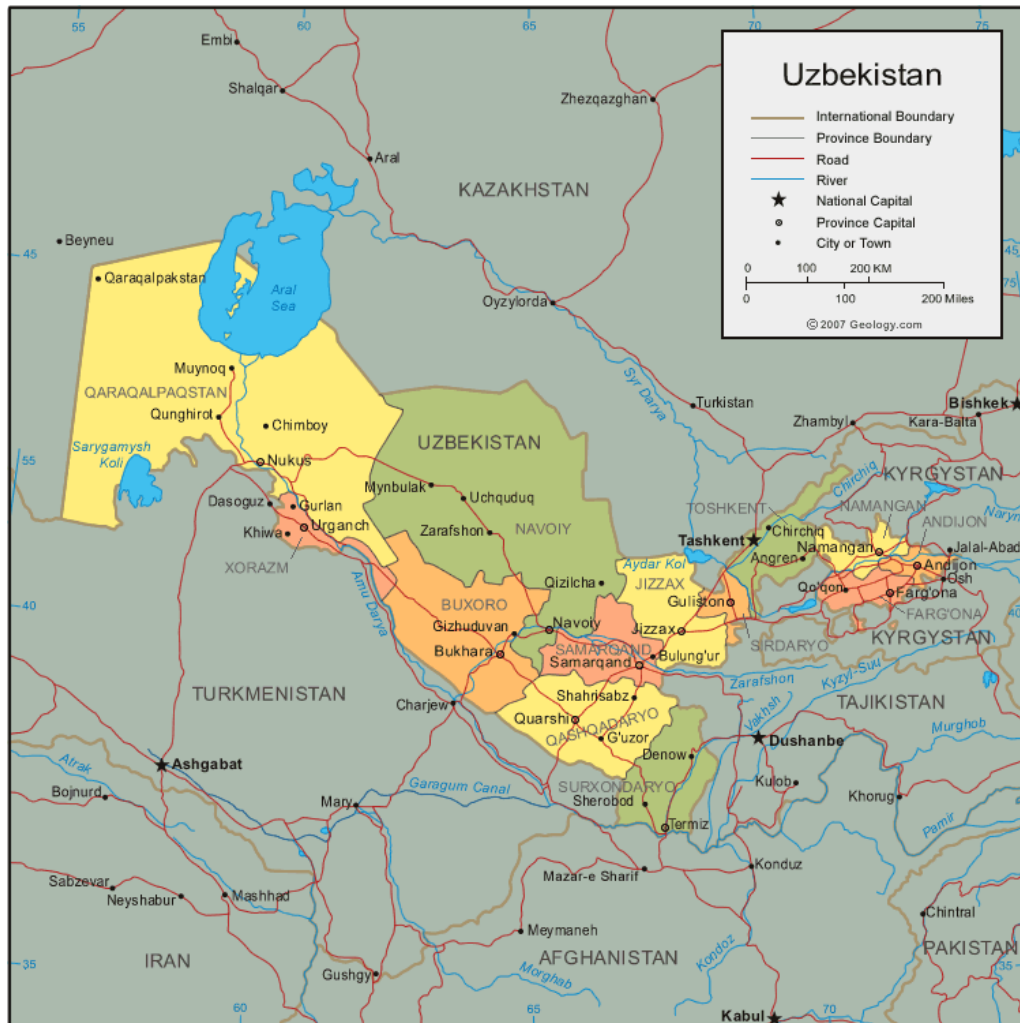 55
60
65
70
75
Embi
Shalqar
Zhezqazghan
Aral
KAZAKHSTAN
Uzbekistan
International Boundary
Province Boundary
Road
River
National Capital
Province Capital
City or Town
0 100 200 KM
0 100 200 Miles
© 2007 Geology.com
Beyneu
45
45
75
Qaraqalpakstan
Aral
Sea
Oyzylorda
Syr Darya
Muynoq
QARAQALPAQSTAN
Qunghirot
Chimboy
Turkistan
Zhambyl
Bishkek
Kara-Balta
Sarygamysh
Koli
55
Nukus
UZBEKISTAN
Mynbulak
Uchquduq
Chirchiq
KYRGYSTAN
Dasoguz
Gurlan
Urganch
Khiwa
Zarafshon
NAVOIY
TOSHKENT
NAMANGAN
ANDIJON
Naryn
Tashkent
Chirchiq
Namangan
Jalal-Abad
XORAZM
Aydar Kol
Angren
Andijon
Osh
Amu Darya
Qizilcha
JIZZAX
Qo'qon
Farg'ona
40
BUXORO
Guliston
FARG'ONA
Gizhuduvan
Navoiy
Jizzax
SIRDARYO
KYRGYSTAN
Bukhara
SAMARQAND
Samarqand
Bulung'ur
Zarafshon
Kyzyl-Suu
TURKMENISTAN
Charjew
Shahrisabz
TAJIKISTAN
Quarshi
QASHQADARYO
G'uzor
Vakhsh
Dushanbe
Murghob
Denow
Ashgabat
Atrak
Bojnurd
Garagum Canal
SURXONDARYO
Sherobod
Kulob
Khorug
Mary
Termiz
Pamir
Sabzevar
Neyshabur
Mashhad
Mazar-e Sharif
Konduz
Meymaneh
Chintral
IRAN
Gushgy
AFGHANISTAN
Morghab
Kondoz
PAKISTAN
35
35
60
65
70
Kabul